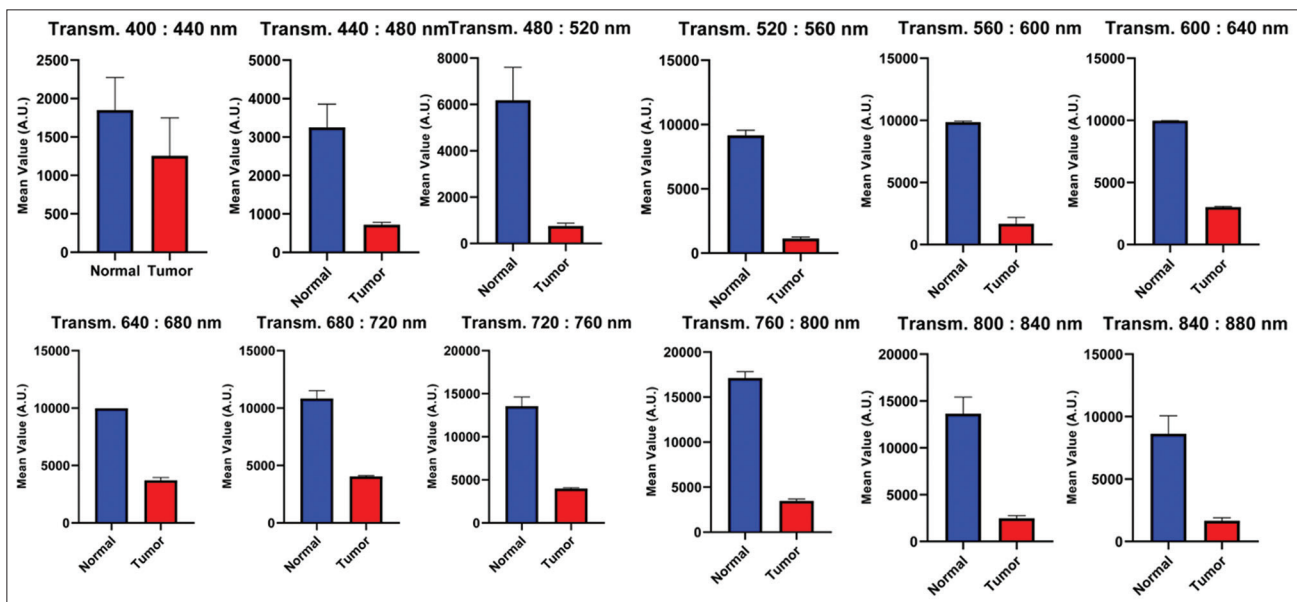 Transm. 400 : 440 nm
Mean Value (A.U.)
2500
2000
1500
1000
500
0
Normal Tumor
Transm. 440 : 480 nm
Mean Value (A.U.)
5000
4000
3000
2000
1000
0
Normal
Tumor
Transm. 480 : 520 nm
Mean Value (A.U.)
8000
6000
4000
2000
0
Normal
Tumor
Transm. 520 : 560 nm
Mean Value (A.U.)
15000
10000
5000
0
Normal
Tumor
Transm. 560 : 600 nm
Mean Value (A.U.)
15000
10000
5000
0
Normal
Tumor
Transm. 600 : 640 nm
Mean Value (A.U.)
15000
10000
5000
0
Normal
Tumor
Transm. 640 : 680 nm
Mean Value (A.U.)
15000
10000
5000
0
Normal
Tumor
Transm. 680 : 720 nm
Mean Value (A.U.)
15000
10000
5000
0
Normal
Tumor
Transm. 720 : 760 nm
Mean Value (A.U.)
20000
15000
10000
5000
0
Normal
Tumor
Transm. 760 : 800 nm
Mean Value (A.U.)
20000
15000
10000
5000
0
Normal
Tumor
Transm. 800 : 840 nm
Mean Value (A.U.)
20000
15000
10000
5000
0
Normal
Tumor
Transm. 840 : 880 nm
Mean Value (A.U.)
15000
10000
5000
0
Normal
Tumor